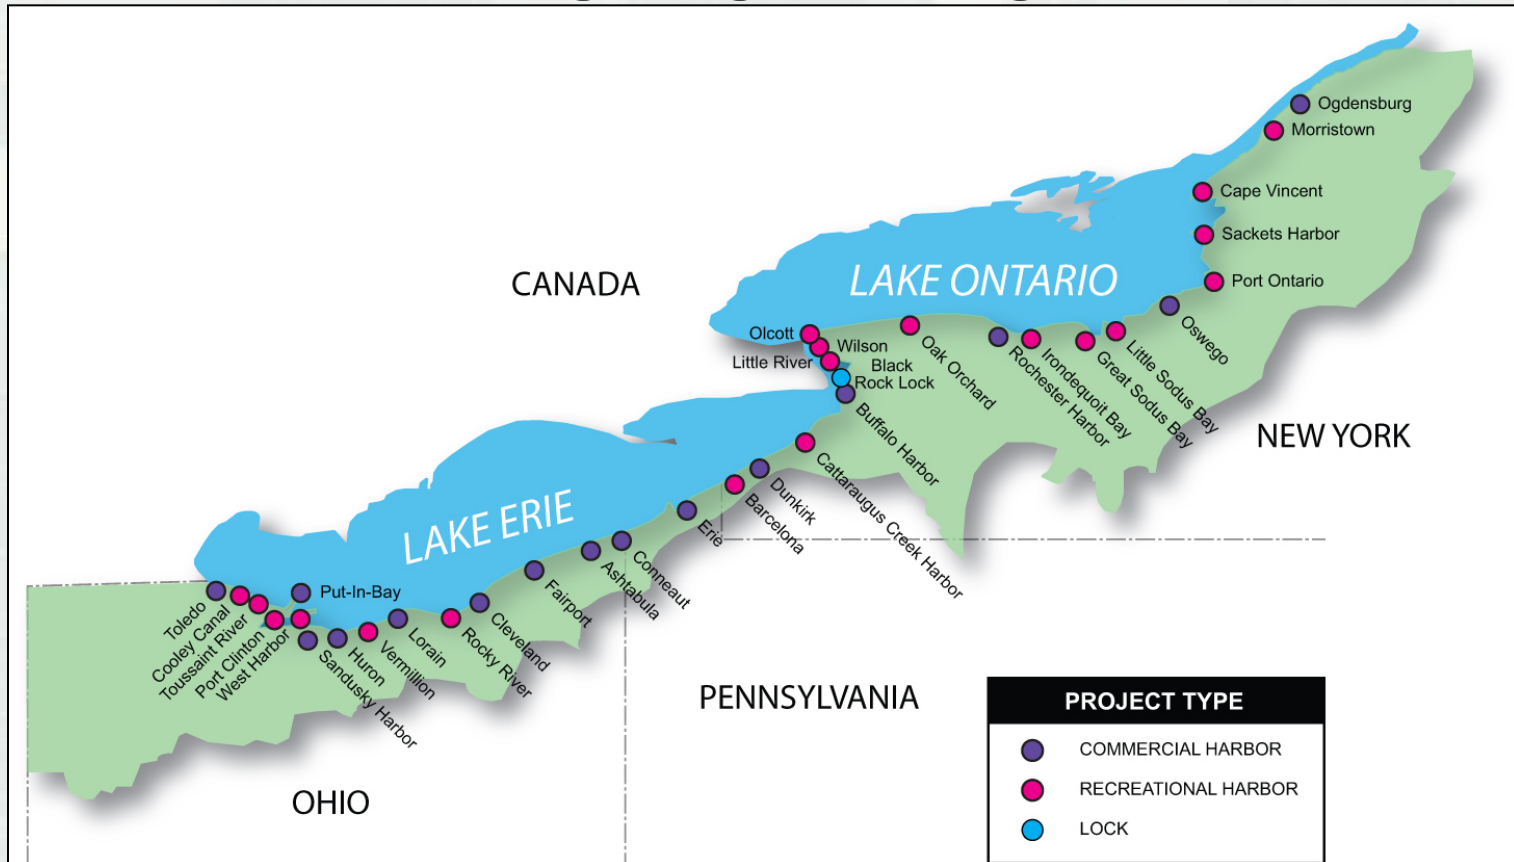 Ogdensburg
Morristown
Cape Vincent
Sackets Harbor
Port Ontario
CANADA
LAKE ONTARIO
Olcott
Wilson
Little River
Black
Rock Lock
Buffalo Harbor
Oak Orchard
Rochester Harbor
Irondequoit Bay
Great Sodus Bay
Little Sodus Bay
Oswego
NEW YORK
LAKE ERIE
Cattaraugus Creek Harbor
Dunkirk
Barcelona
Erie
Conneaut
Ashtabula
Fairport
Cleveland
Rocky River
Lorain
Vermillion
Huron
Sandusky Harbor
Put-In-Bay
West Harbor
Port Clinton
Toussaint River
Cooley Canal
Toledo
PENNSYLVANIA
OHIO
PROJECT TYPE
COMMERCIAL HARBOR
RECREATIONAL HARBOR
LOCK